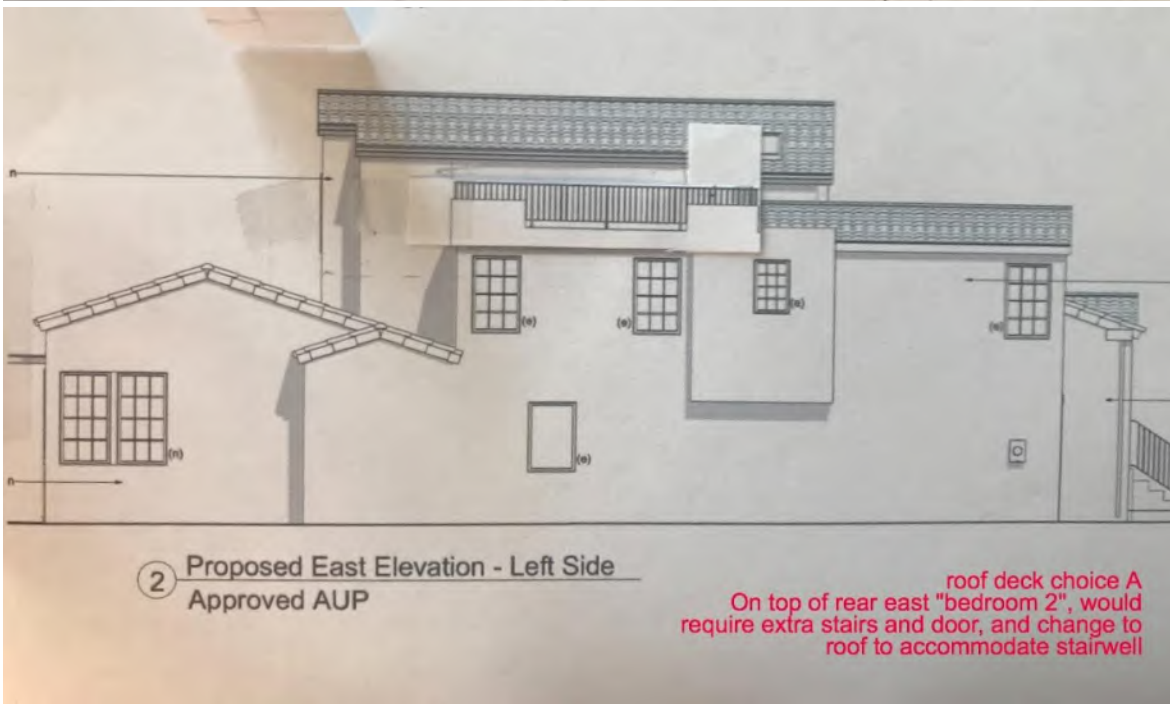 n
(e)
(e)
(e)
(n)
(n)
(e)
n
2
Proposed East Elevation - Left Side
Approved AUP
roof deck choice A
On top of rear east "bedroom 2", would
require extra stairs and door, and change to
roof to accommodate stairwell